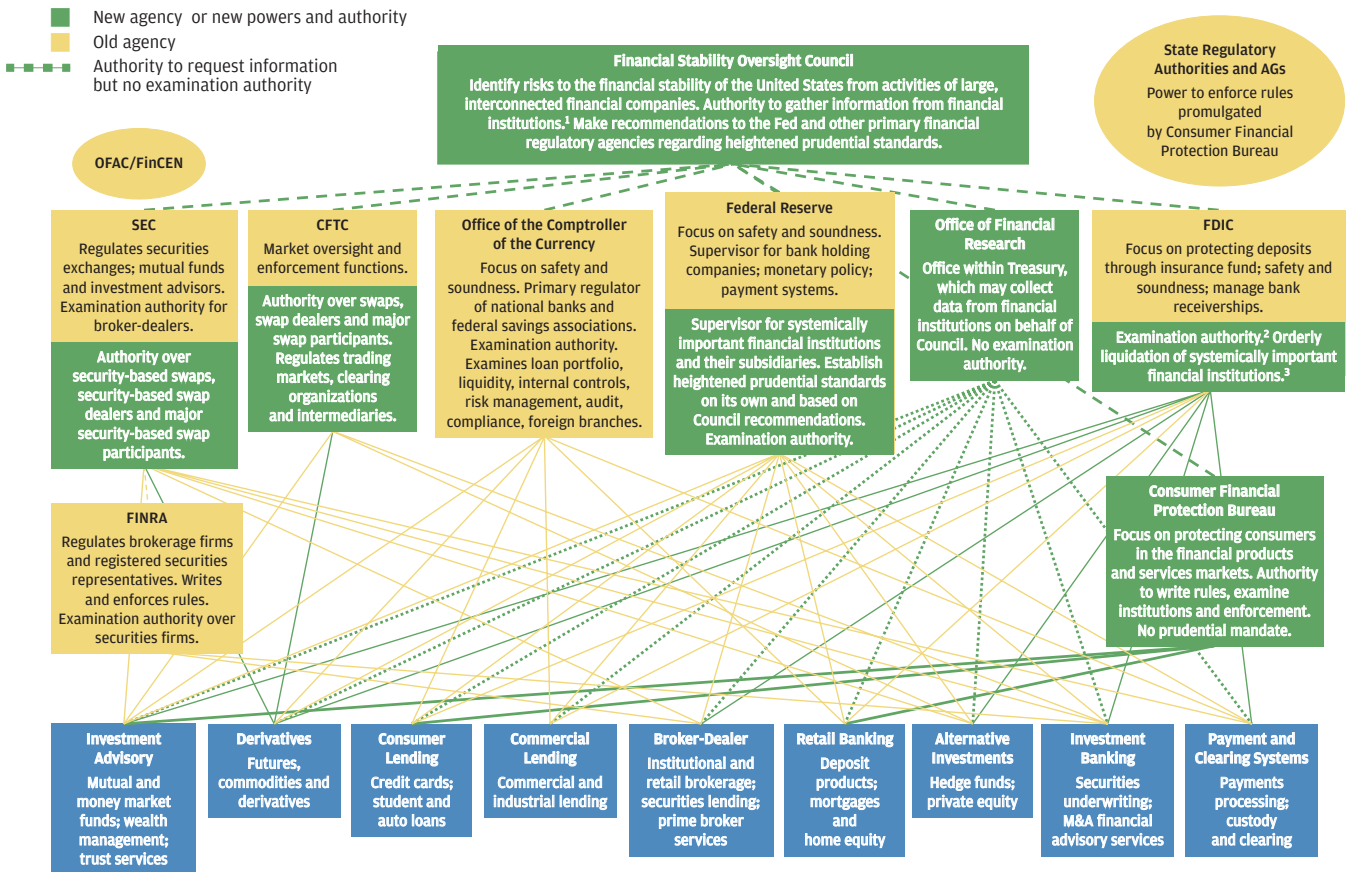 New agency or new powers and authority
Old agency
Authority to request information
but no examination authority
Financial Stability Oversight Council
Identify risks to the financial stability of the United States from activities of large,
interconnected financial companies. Authority to gather information from financial
institutions.¹ Make recommendations to the Fed and other primary financial
regulatory agencies regarding heightened prudential standards.
State Regulatory
Authorities and AGs
Power to enforce rules
promulgated
by Consumer Financial
Protection Bureau
OFAC/FinCEN
SEC
Regulates securities
exchanges; mutual funds
and investment advisors.
Examination authority for
broker-dealers.
Authority over
security-based swaps,
security-based swap
dealers and major
security-based swap
participants.
CFTC
Market oversight and
enforcement functions.
Authority over swaps,
swap dealers and major
swap participants.
Regulates trading
markets, clearing
organizations
and intermediaries.
Office of the Comptroller
of the Currency
Focus on safety and
soundness. Primary regulator
of national banks and
federal savings associations.
Examination authority.
Examines loan portfolio,
liquidity, internal controls,
risk management, audit,
compliance, foreign branches.
Federal Reserve
Focus on safety and soundness.
Supervisor for bank holding
companies; monetary policy;
payment systems.
Supervisor for systemically
important financial institutions
and their subsidiaries. Establish
heightened prudential standards
on its own and based on
Council recommendations.
Examination authority.
Office of Financial
Research
Office within Treasury,
which may collect
data from financial
institutions on behalf of
Council. No examination
authority.
FDIC
Focus on protecting deposits
through insurance fund; safety and
soundness; manage bank
receiverships.
Examination authority.² Orderly
liquidation of systemically important
financial institutions.³
FINRA
Regulates brokerage firms
and registered securities
representatives. Writes
and enforces rules.
Examination authority over
securities firms.
Consumer Financial
Protection Bureau
Focus on protecting consumers
in the financial products
and services markets. Authority
to write rules, examine
institutions and enforcement.
No prudential mandate.
Investment
Advisory
Mutual and
money market
funds; wealth
management;
trust services
Derivatives
Futures,
commodities and
derivatives
Consumer
Lending
Credit cards;
student and
auto loans
Commercial
Lending
Commercial and
industrial lending
Broker-Dealer
Institutional and
retail brokerage;
securities lending;
prime broker
services
Retail Banking
Deposit
products;
mortgages
and
home equity
Alternative
Investments
Hedge funds;
private equity
Investment
Banking
Securities
underwriting;
M&A financial
advisory services
Payment and
Clearing Systems
Payments
processing;
custody
and clearing